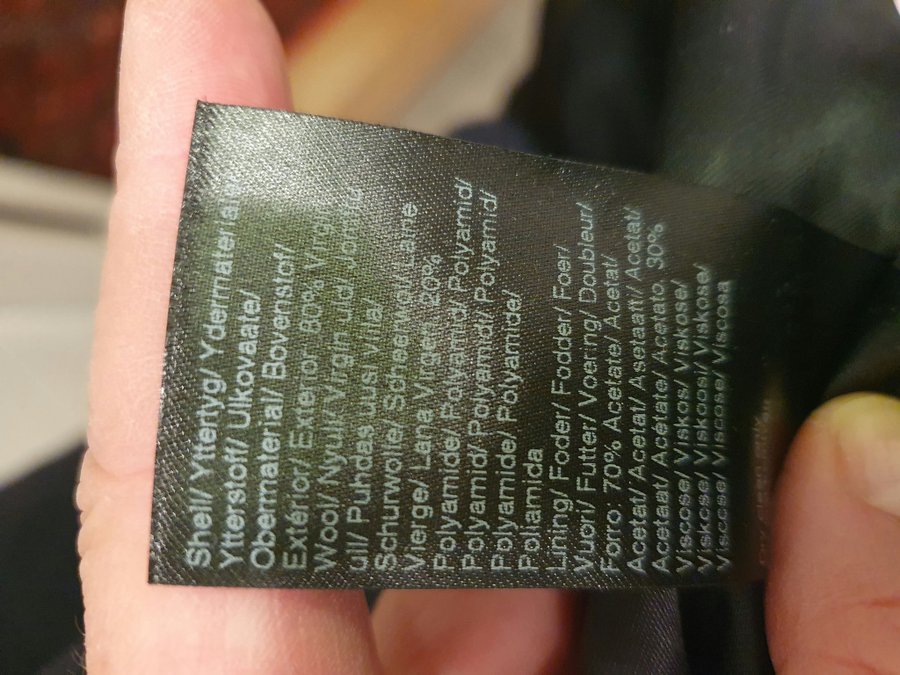 Shell/ Yttertyg/ Ydermateriale/
Ytterstoff/ Ulkovaate/
Obermaterial/ Bovenstof/
Extérior/ Exterior 80% Virgin
Wool/ Nyull/ Virgin uld/ Jomfru
ull/ Puhdas uusi villa/
Schurwolle/ Scheerwol/ Laine
Vierge/ Lana Virgen 20%
Polyamide/ Polyamid/ Polyamid/
Polyamid/ Polyamidi/ Polyamid/
Polyamide/ Polyamide/
Poliamida
Lining/ Foder/ Fodder/ Foer/
Vuori/ Futter/ Voering/ Doubleur/
Forro 70% Acetate/ Acetat/
Acetat/ Acetat/ Asetaatti/ Acetat/
Acetaat/ Acétate/ Acetato, 30%
Viscose/ Viskos/ Viskose/
Viskose/ Viskoosi/ Viskose/
Viscose/ Viscose/ Viscosa